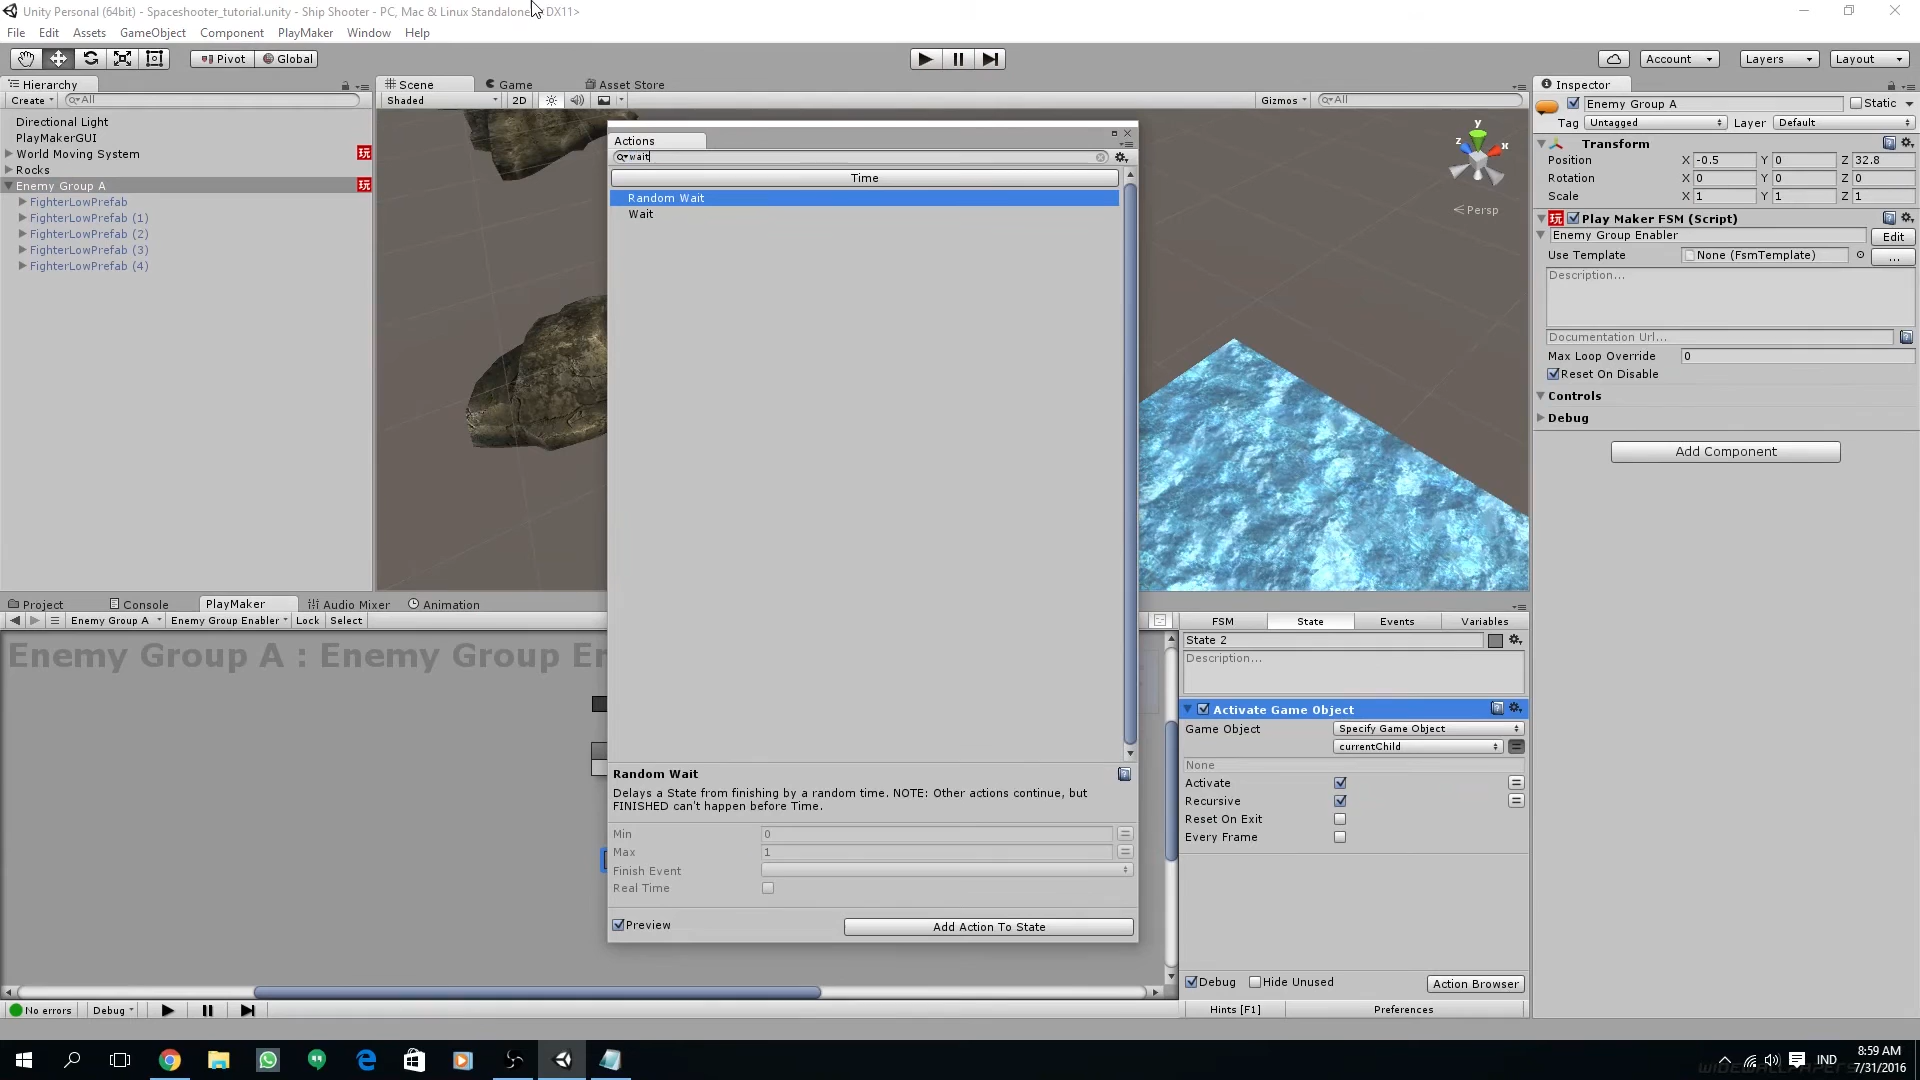 Unity Personal (64bit) - Spaceshooter_tutorial.unity - Ship Shooter - PC, Mac & Linux Standalone DX11>
File Edit Assets GameObject Component PlayMaker Window Help
Pivot Global
Account Layers Layout
Hierarchy
Create All
Directional Light
PlayMakerGUI
World Moving System
Rocks
Enemy Group A
FighterLowPrefab
FighterLowPrefab (1)
FighterLowPrefab (2)
FighterLowPrefab (3)
FighterLowPrefab (4)
Scene Game Asset Store
Shaded 2D Gizmos All
y
z x
Persp
Actions
wait
Time
Random Wait
Wait
Random Wait
Delays a State from finishing by a random time. NOTE: Other actions continue, but
FINISHED can't happen before Time.
Min 0
Max 1
Finish Event
Real Time
Preview Add Action To State
Inspector
Enemy Group A Static
Tag Untagged Layer Default
Transform
Position X -0.5 Y 0 Z 32.8
Rotation X 0 Y 0 Z 0
Scale X 1 Y 1 Z 1
玩 Play Maker FSM (Script)
Enemy Group Enabler Edit
Use Template None (FsmTemplate) ...
Description...
Documentation Url...
Max Loop Override 0
Reset On Disable
Controls
Debug
Add Component
Project Console PlayMaker Audio Mixer Animation
Enemy Group A Enemy Group Enabler Lock Select
Enemy Group A : Enemy Group En
FSM State Events Variables
State 2
Description...
Activate Game Object
Game Object Specify Game Object
currentChild
None
Activate
Recursive
Reset On Exit
Every Frame
Debug Hide Unused Action Browser
Hints [F1] Preferences
No errors Debug
IND
8:59 AM
7/31/2016